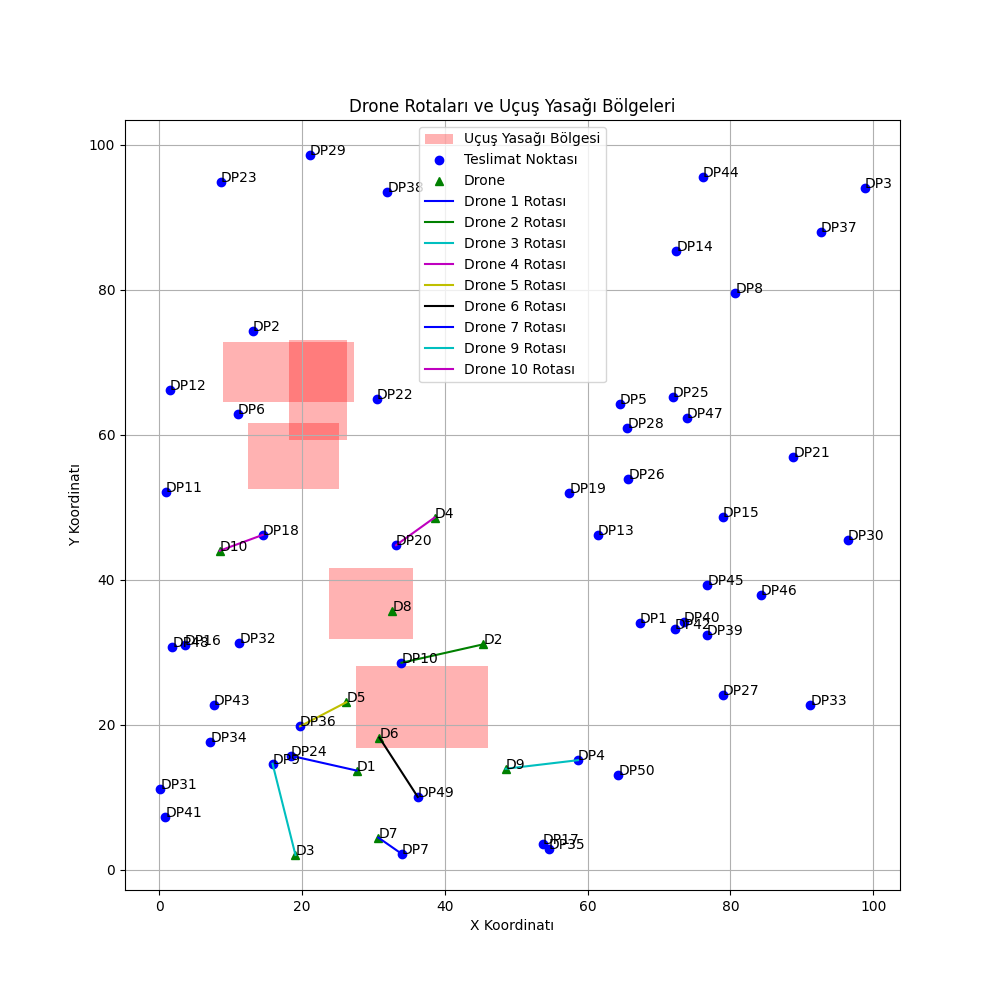 Drone Rotaları ve Uçuş Yasağı Bölgeleri
Uçuş Yasağı Bölgesi
Teslimat Noktası
Drone
Drone 1 Rotası
Drone 2 Rotası
Drone 3 Rotası
Drone 4 Rotası
Drone 5 Rotası
Drone 6 Rotası
Drone 7 Rotası
Drone 9 Rotası
Drone 10 Rotası
DP29
DP23
DP38
DP44
DP3
DP37
DP14
DP8
DP2
DP12
DP6
DP22
DP5
DP25
DP47
DP28
DP21
DP26
DP19
DP11
DP15
DP13
DP30
D4
DP18
D10
DP20
DP45
DP46
D8
DP1
DP40
DP42
DP39
DP48
DP16
DP32
D2
DP10
DP27
DP33
DP43
D5
DP36
D6
DP34
DP24
DP9
D1
D9
DP4
DP50
DP31
DP49
DP41
D7
DP7
D3
DP17
DP35
100
80
60
40
20
0
Y Koordinatı
0
20
40
60
80
100
X Koordinatı